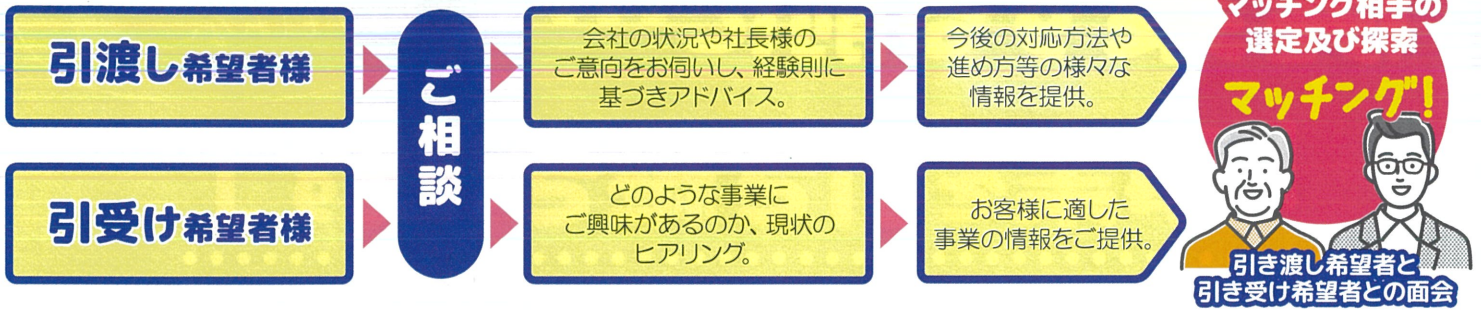 引渡し希望者様
ご相談
会社の状況や社長様の
ご意向をお伺いし、経験則に
基づきアドバイス。
今後の対応方法や
進め方等の様々な
情報を提供。
引受け希望者様
どのような事業に
ご興味があるのか、現状の
ヒアリング。
お客様に適した
事業の情報をご提供。
マッチング相手の
選定及び探索
マッチング!
引き渡し希望者と
引き受け希望者との面会